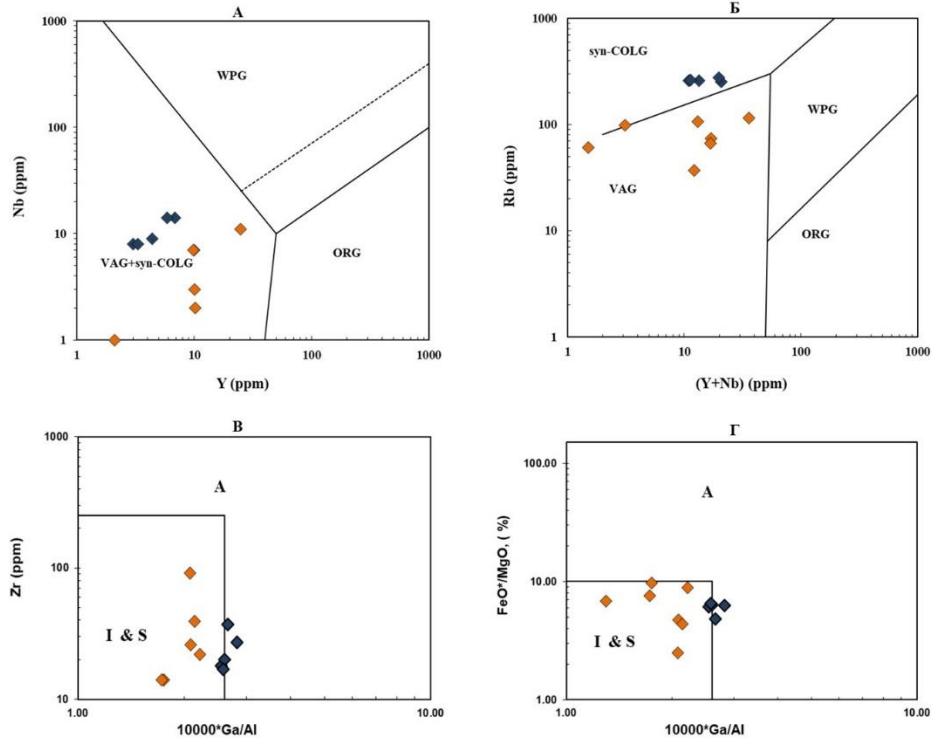 А
1000
100
10
1
Nb (ppm)
WPG
ORG
VAG+syn-COLG
1
10
100
1000
Y (ppm)
Б
1000
100
10
1
Rb (ppm)
syn-COLG
WPG
VAG
ORG
1
10
100
1000
(Y+Nb) (ppm)
В
1000
100
10
Zr (ppm)
А
I & S
1.00
10.00
10000*Ga/Al
Г
100.00
10.00
1.00
FeO*/MgO, ( %)
А
I & S
1.00
10.00
10000*Ga/Al